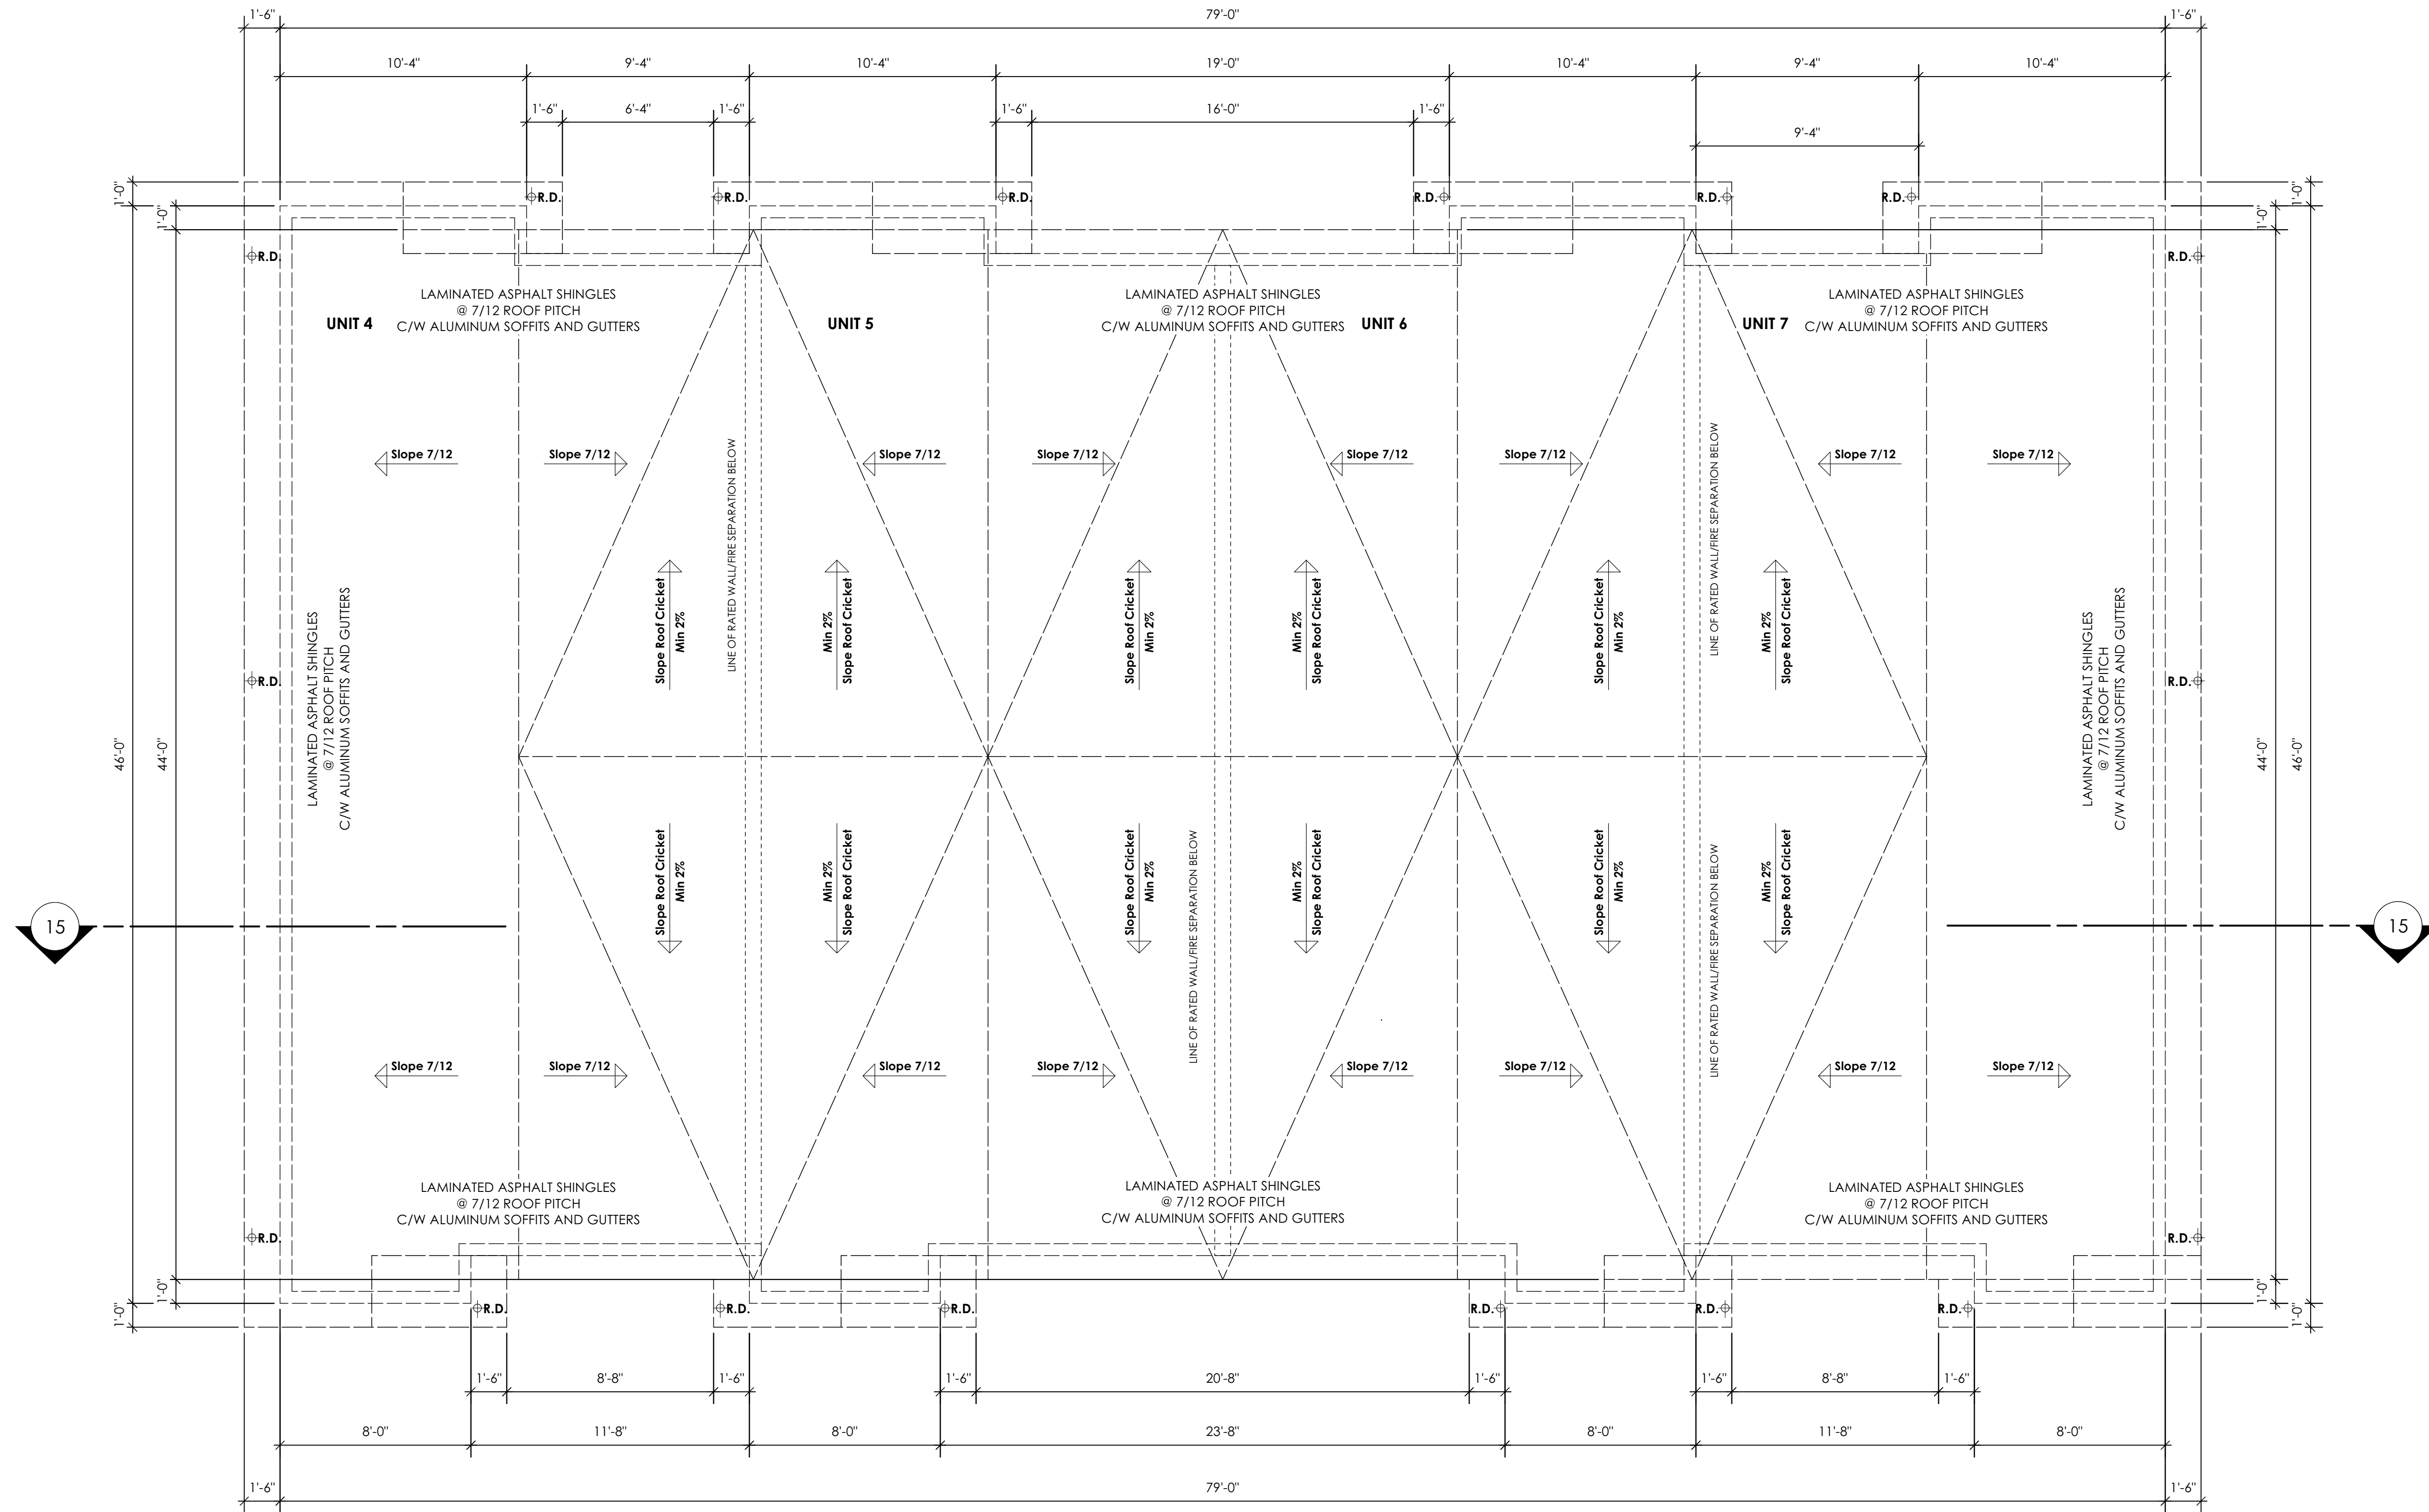 1'-6" 79'-0" 1'-6"
10'-4" 9'-4" 10'-4" 19'-0" 10'-4" 9'-4" 10'-4"
1'-6" 6'-4" 1'-6" 1'-6" 16'-0" 1'-6"
9'-4"
1'-0" R.D. R.D. R.D. R.D. R.D. R.D. 1'-0"
1'-0" 1'-0"
R.D. R.D.
LAMINATED ASPHALT SHINGLES
@ 7/12 ROOF PITCH
C/W ALUMINUM SOFFITS AND GUTTERS
LAMINATED ASPHALT SHINGLES
@ 7/12 ROOF PITCH
C/W ALUMINUM SOFFITS AND GUTTERS
LAMINATED ASPHALT SHINGLES
@ 7/12 ROOF PITCH
C/W ALUMINUM SOFFITS AND GUTTERS
UNIT 4 UNIT 5 UNIT 6 UNIT 7
Slope 7/12 Slope 7/12 Slope 7/12 Slope 7/12 Slope 7/12 Slope 7/12 Slope 7/12 Slope 7/12
LINE OF RATED WALL/FIRE SEPARATION BELOW
LINE OF RATED WALL/FIRE SEPARATION BELOW
Slope Roof Cricket
Min 2%
Min 2%
Slope Roof Cricket
Slope Roof Cricket
Min 2%
Min 2%
Slope Roof Cricket
Slope Roof Cricket
Min 2%
Min 2%
Slope Roof Cricket
R.D. R.D.
46'-0" 44'-0"
LAMINATED ASPHALT SHINGLES
@ 7/12 ROOF PITCH
C/W ALUMINUM SOFFITS AND GUTTERS
LAMINATED ASPHALT SHINGLES
@ 7/12 ROOF PITCH
C/W ALUMINUM SOFFITS AND GUTTERS
44'-0" 46'-0"
Slope Roof Cricket
Min 2%
Min 2%
Slope Roof Cricket
Slope Roof Cricket
Min 2%
Min 2%
Slope Roof Cricket
Slope Roof Cricket
Min 2%
Min 2%
Slope Roof Cricket
LINE OF RATED WALL/FIRE SEPARATION BELOW
LINE OF RATED WALL/FIRE SEPARATION BELOW
15 15
Slope 7/12 Slope 7/12 Slope 7/12 Slope 7/12 Slope 7/12 Slope 7/12 Slope 7/12 Slope 7/12
LAMINATED ASPHALT SHINGLES
@ 7/12 ROOF PITCH
C/W ALUMINUM SOFFITS AND GUTTERS
LAMINATED ASPHALT SHINGLES
@ 7/12 ROOF PITCH
C/W ALUMINUM SOFFITS AND GUTTERS
LAMINATED ASPHALT SHINGLES
@ 7/12 ROOF PITCH
C/W ALUMINUM SOFFITS AND GUTTERS
R.D. R.D.
1'-0" 1'-0"
1'-0" R.D. R.D. R.D. R.D. R.D. R.D. 1'-0"
1'-6" 8'-8" 1'-6" 1'-6" 20'-8" 1'-6" 1'-6" 8'-8" 1'-6"
8'-0" 11'-8" 8'-0" 23'-8" 8'-0" 11'-8" 8'-0"
1'-6" 79'-0" 1'-6"